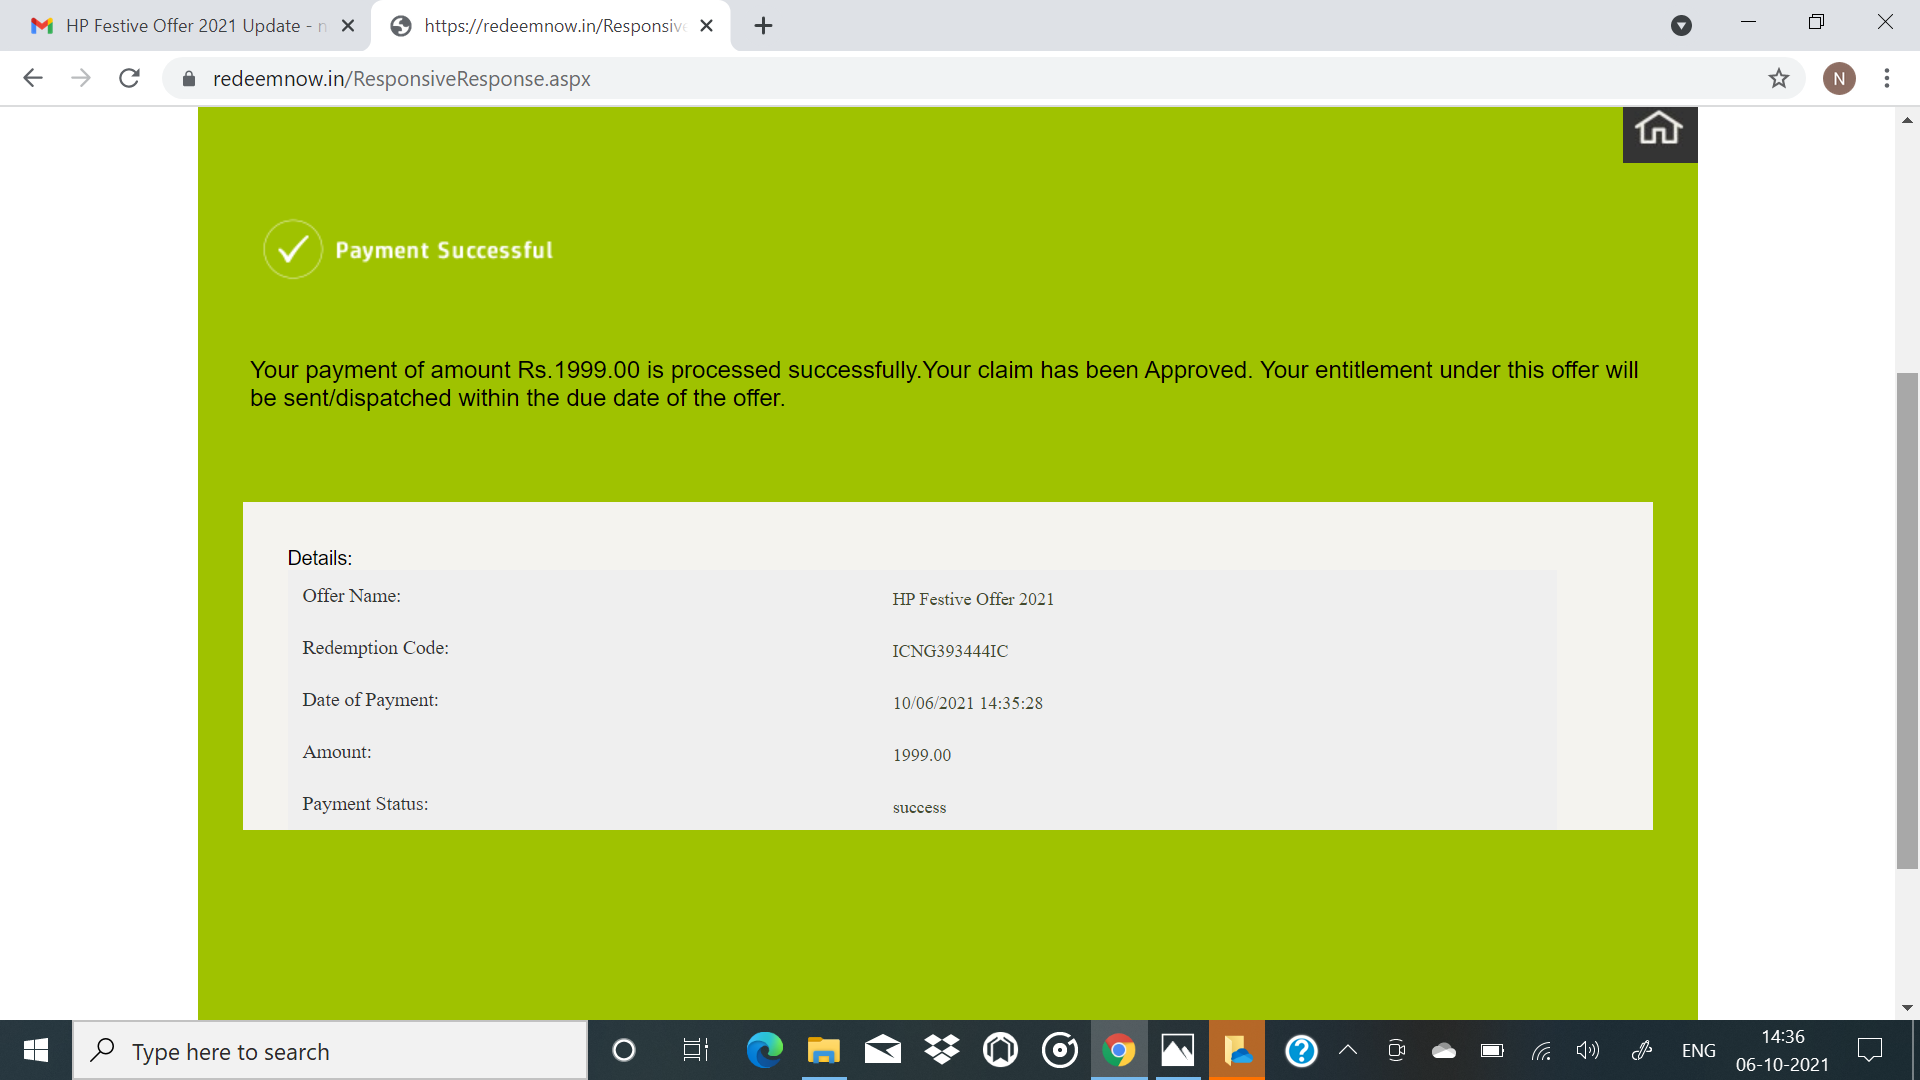 HP Festive Offer 2021 Update - n
https://redeemnow.in/Responsive
redeemnow.in/ResponsiveResponse.aspx
N
Payment Successful
Your payment of amount Rs.1999.00 is processed successfully.Your claim has been Approved. Your entitlement under this offer will
be sent/dispatched within the due date of the offer.
Details:
Offer Name: HP Festive Offer 2021
Redemption Code: ICNG393444IC
Date of Payment: 10/06/2021 14:35:28
Amount: 1999.00
Payment Status: success
Type here to search
ENG
14:36
06-10-2021